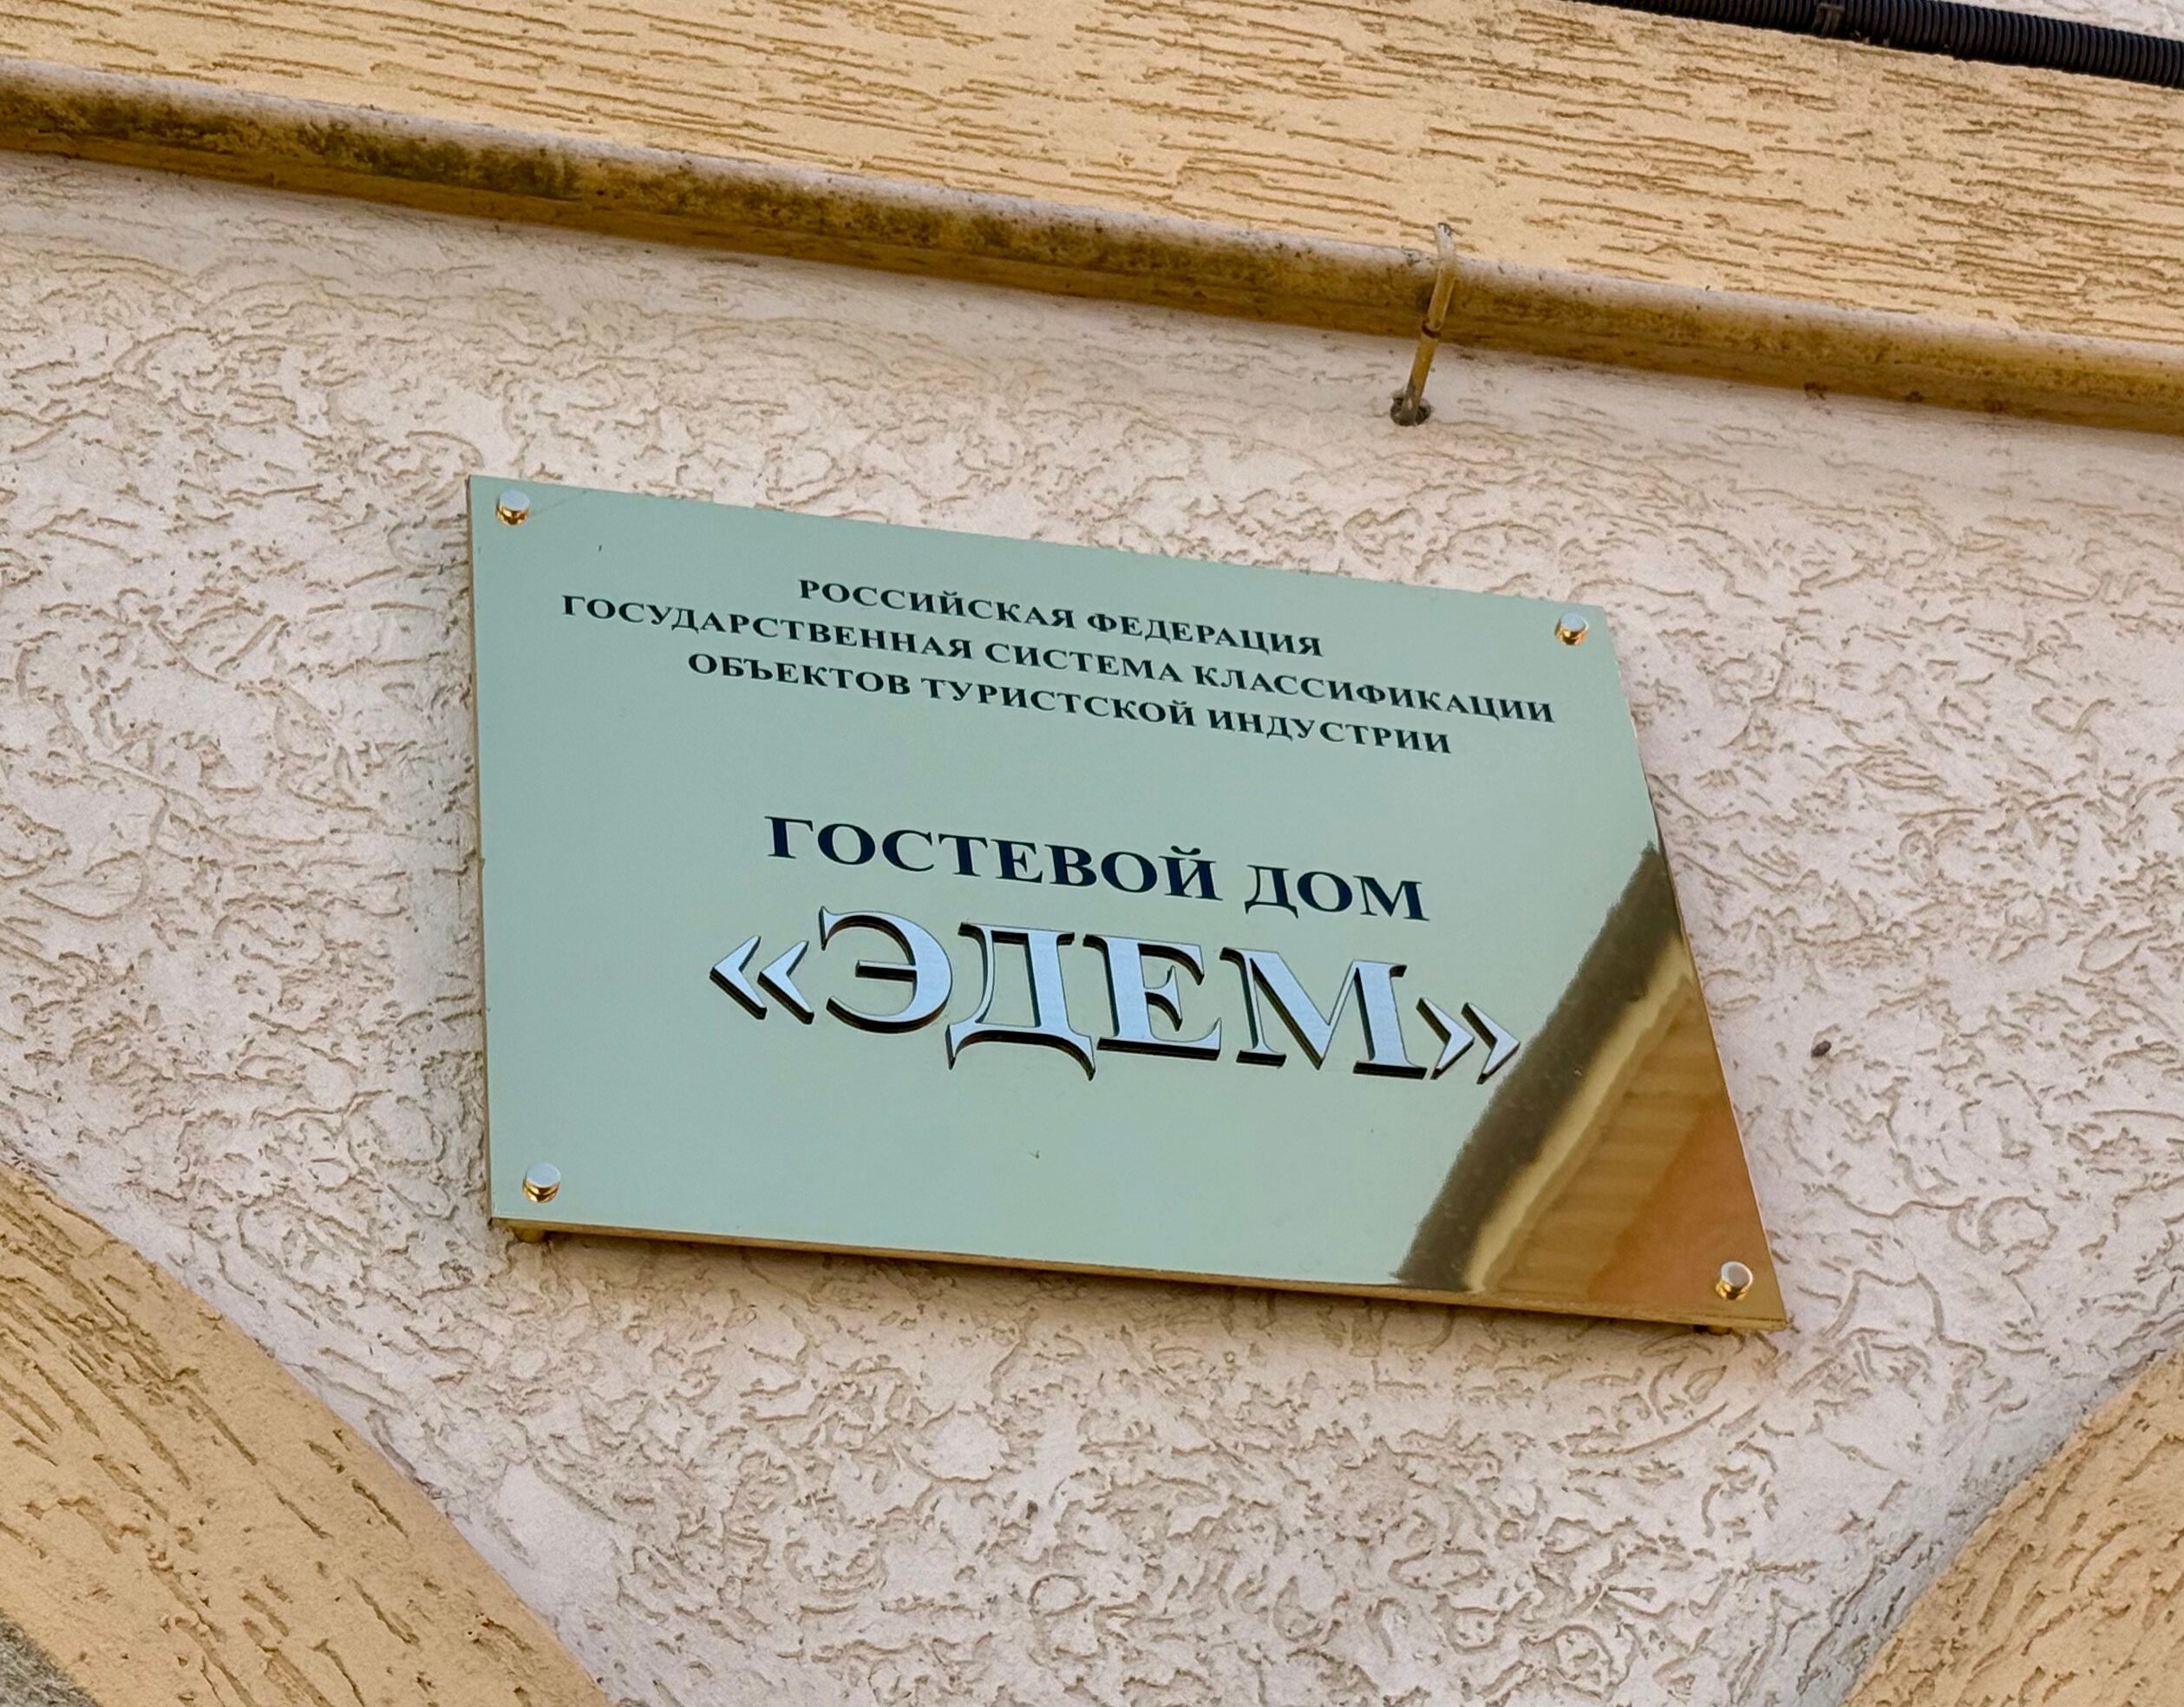 РОССИЙСКАЯ ФЕДЕРАЦИЯ
ГОСУДАРСТВЕННАЯ СИСТЕМА КЛАССИФИКАЦИИ
ОБЪЕКТОВ ТУРИСТСКОЙ ИНДУСТРИИ
ГОСТЕВОЙ ДОМ
«ЭДЕМ»